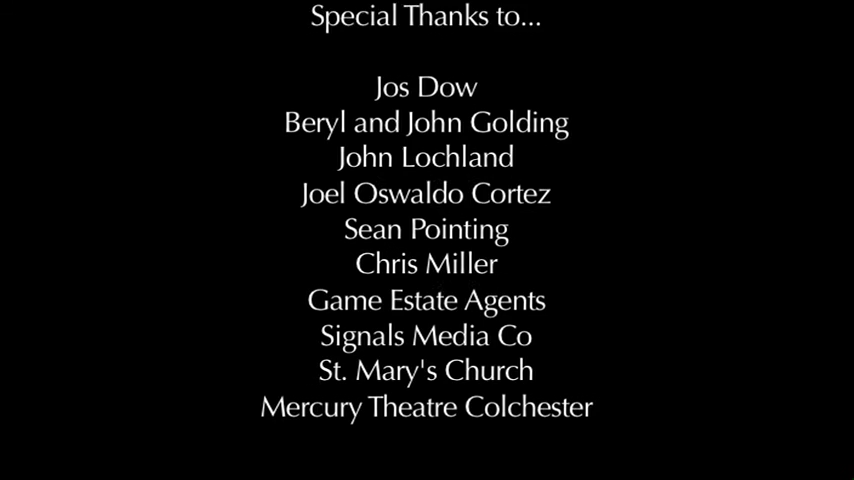 Special Thanks to...
Jos Dow
Beryl and John Golding
John Lochland
Joel Oswaldo Cortez
Sean Pointing
Chris Miller
Game Estate Agents
Signals Media Co
St. Mary's Church
Mercury Theatre Colchester